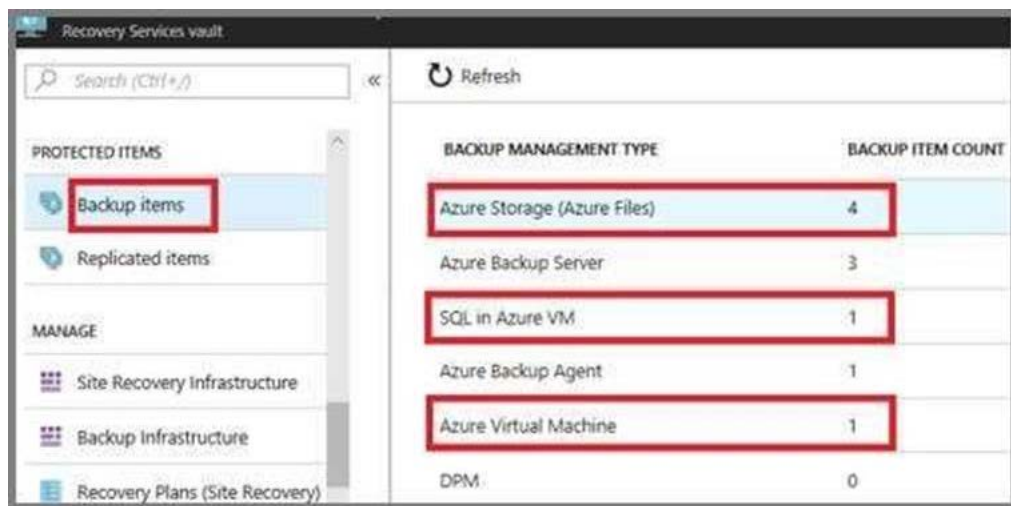 Recovery Services vault
Search (Ctrl+/)
«
Refresh
PROTECTED ITEMS
Backup items
Replicated items
MANAGE
Site Recovery Infrastructure
Backup Infrastructure
Recovery Plans (Site Recovery)
BACKUP MANAGEMENT TYPE BACKUP ITEM COUNT
Azure Storage (Azure Files) 4
Azure Backup Server 3
SQL in Azure VM 1
Azure Backup Agent 1
Azure Virtual Machine 1
DPM 0